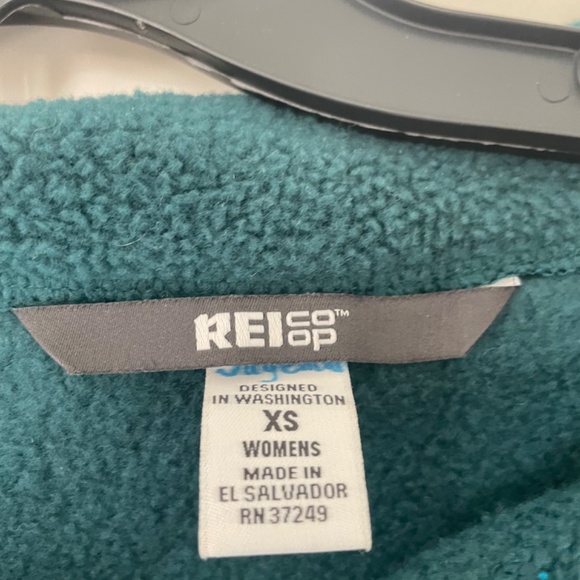 REI CO OP™
DESIGNED
IN WASHINGTON
XS
WOMENS
MADE IN
EL SALVADOR
RN 37249